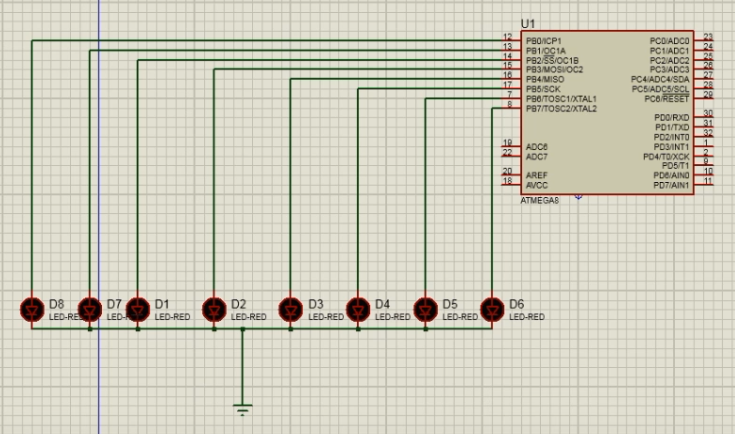 U1
12 PB0/ICP1 PC0/ADC0 23
13 PB1/OC1A PC1/ADC1 24
14 PB2/SS/OC1B PC2/ADC2 25
15 PB3/MOSI/OC2 PC3/ADC3 26
16 PB4/MISO PC4/ADC4/SDA 27
17 PB5/SCK PC5/ADC5/SCL 28
7 PB6/TOSC1/XTAL1 PC6/RESET 29
8 PB7/TOSC2/XTAL2
PD0/RXD 30
PD1/TXD 31
PD2/INT0 32
19 ADC6 PD3/INT1 1
22 ADC7 PD4/T0/XCK 2
PD5/T1 9
20 AREF PD6/AIN0 10
18 AVCC PD7/AIN1 11
ATMEGA8
D8 D7 D1 D2 D3 D4 D5 D6
LED-RED LED-RED LED-RED LED-RED LED-RED LED-RED LED-RED LED-RED